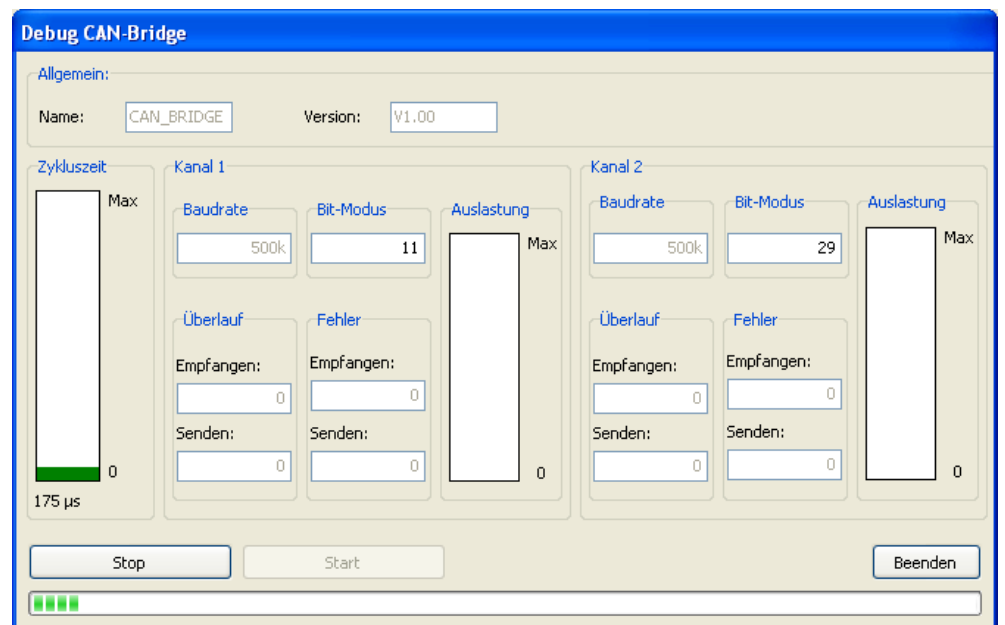 Debug CAN-Bridge
Allgemein:
Name: CAN_BRIDGE Version: V1.00
Zykluszeit
Max
0
175 µs
Kanal 1
Baudrate
500k
Bit-Modus
11
Auslastung
Max
0
Überlauf
Empfangen:
0
Senden:
0
Fehler
Empfangen:
0
Senden:
0
Kanal 2
Baudrate
500k
Bit-Modus
29
Auslastung
Max
0
Überlauf
Empfangen:
0
Senden:
0
Fehler
Empfangen:
0
Senden:
0
Stop Start Beenden